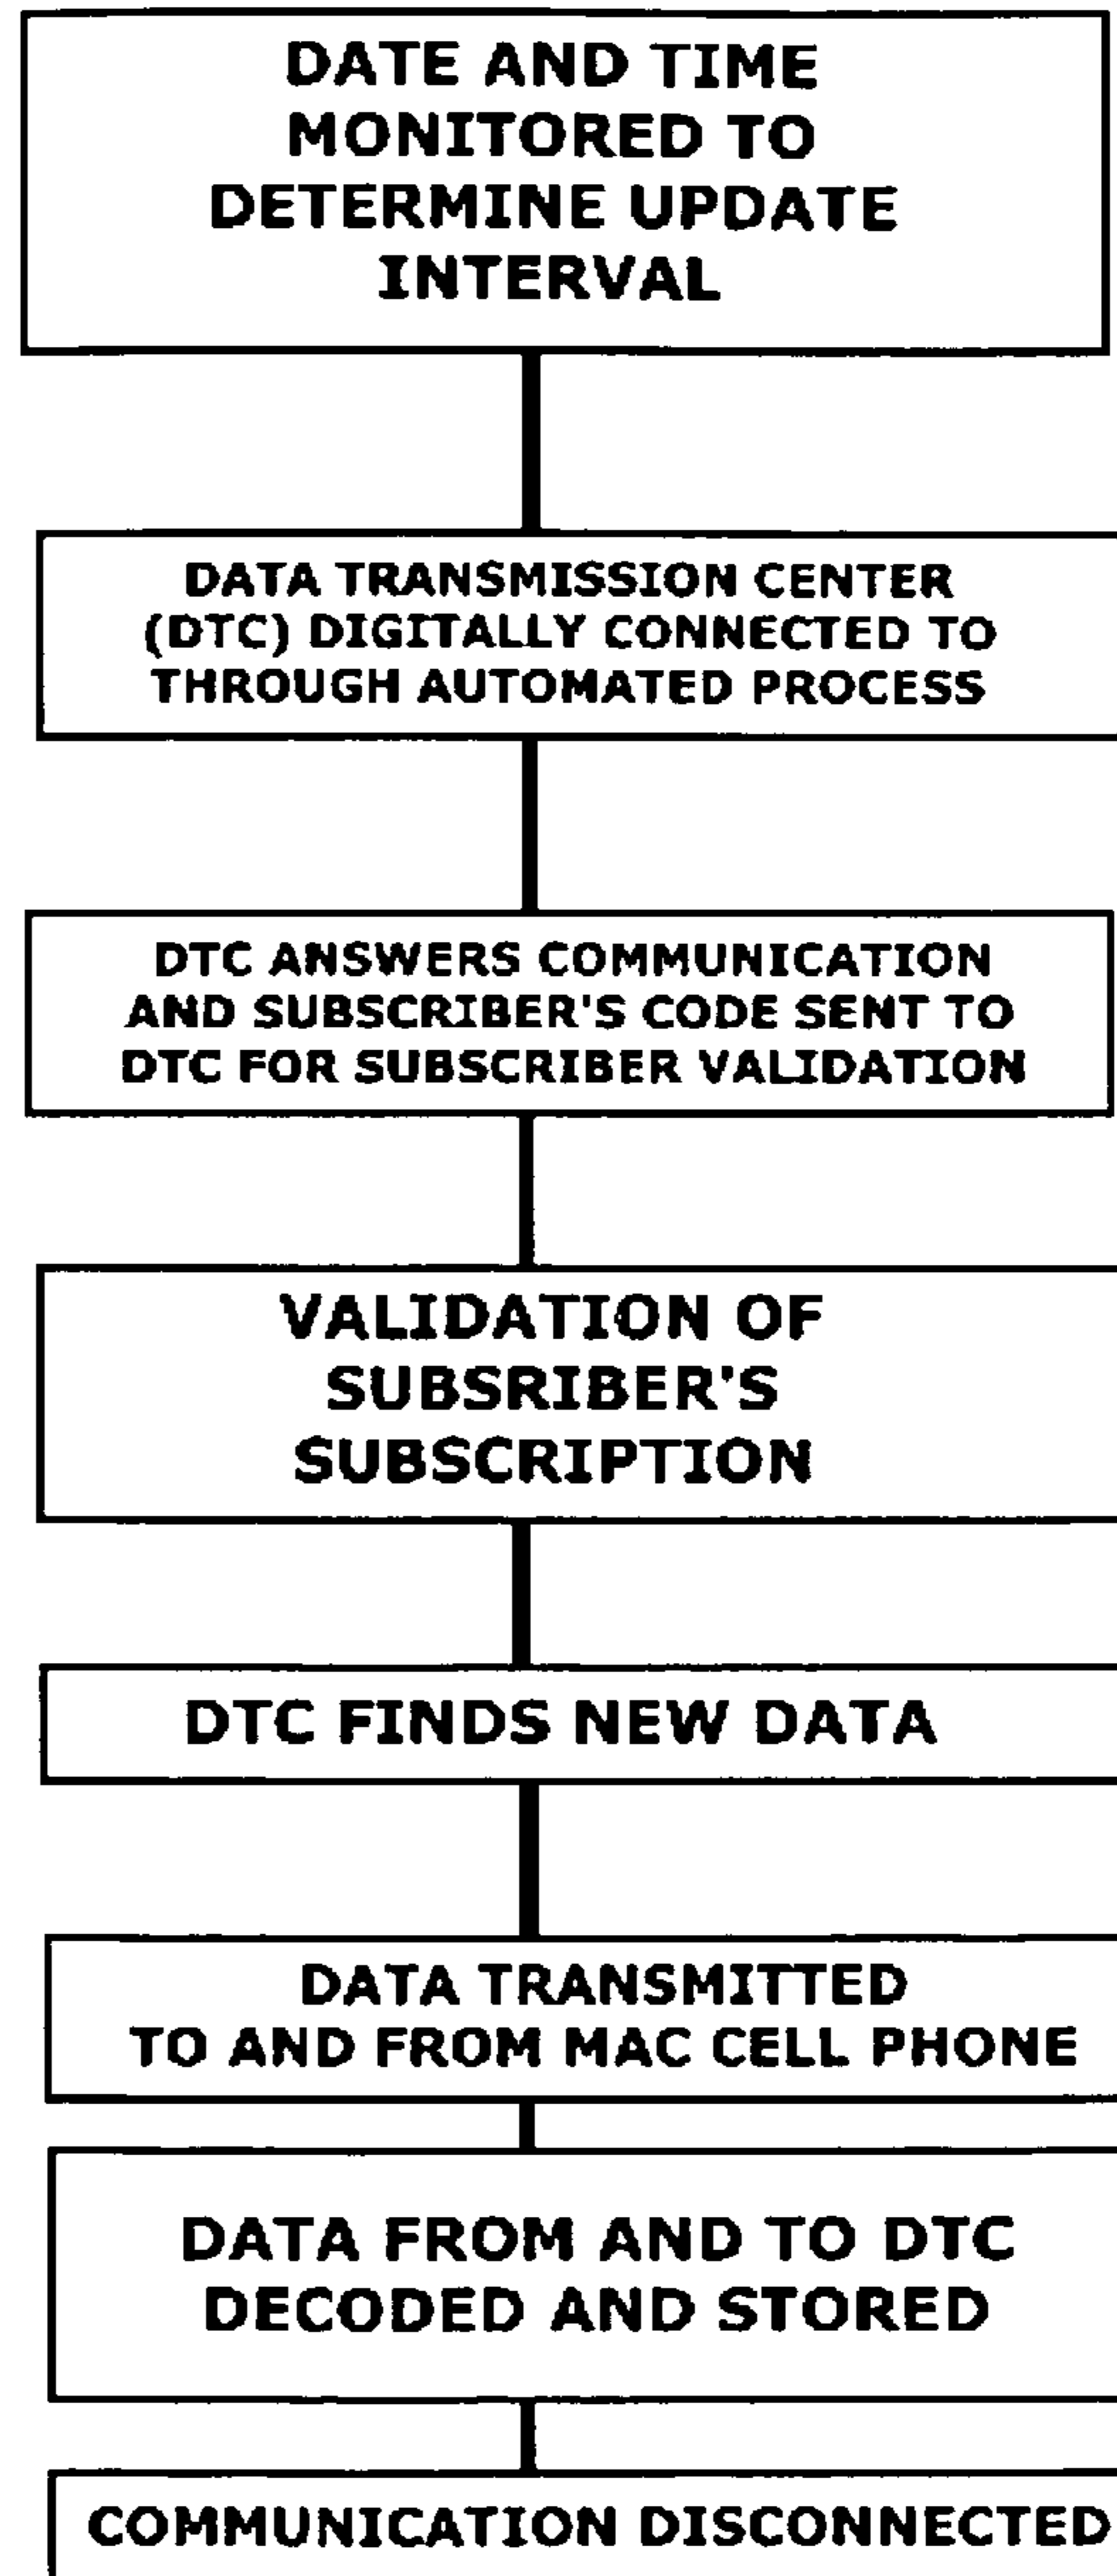 DATE AND TIME
MONITORED TO
DETERMINE UPDATE
INTERVAL
DATA TRANSMISSION CENTER
(DTC) DIGITALLY CONNECTED TO
THROUGH AUTOMATED PROCESS
DTC ANSWERS COMMUNICATION
AND SUBSCRIBER'S CODE SENT TO
DTC FOR SUBSCRIBER VALIDATION
VALIDATION OF
SUBSRIBER'S
SUBSCRIPTION
DTC FINDS NEW DATA
DATA TRANSMITTED
TO AND FROM MAC CELL PHONE
DATA FROM AND TO DTC
DECODED AND STORED
COMMUNICATION DISCONNECTED